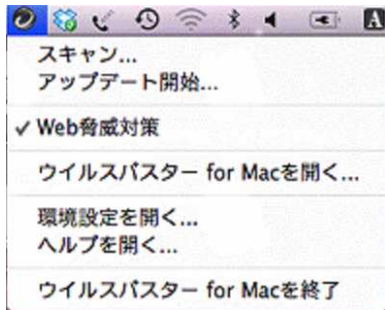 A
スキャン...
アップデート開始...
✓ Web脅威対策
ウイルスバスター for Macを開く...
環境設定を開く...
ヘルプを開く...
ウイルスバスター for Macを終了